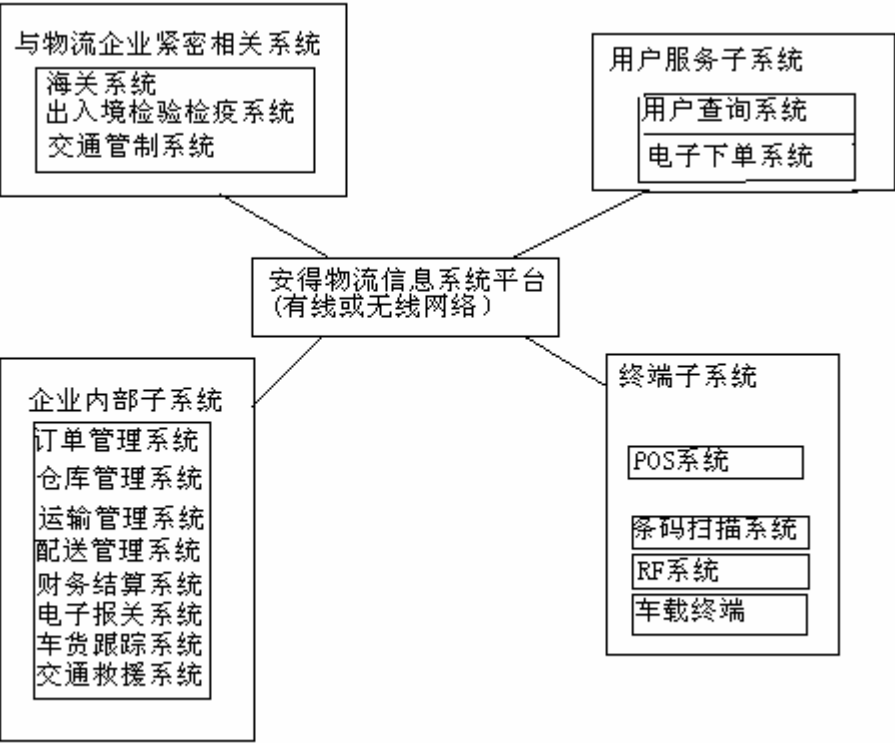 与物流企业紧密相关系统
海关系统
出入境检验检疫系统
交通管制系统
用户服务子系统
用户查询系统
电子下单系统
安得物流信息系统平台
(有线或无线网络)
企业内部子系统
订单管理系统
仓库管理系统
运输管理系统
配送管理系统
财务结算系统
电子报关系统
车货跟踪系统
交通救援系统
终端子系统
POS系统
条码扫描系统
RF系统
车载终端